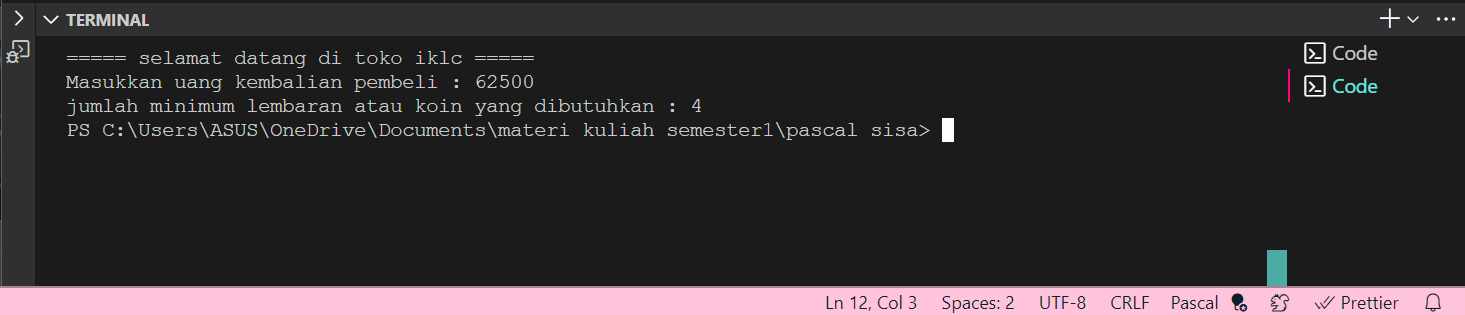 TERMINAL
===== selamat datang di toko iklc =====
Masukkan uang kembalian pembeli : 62500
jumlah minimum lembaran atau koin yang dibutuhkan : 4
PS C:\Users\ASUS\OneDrive\Documents\materi kuliah semester1\pascal sisa>
Code
Code
Ln 12, Col 3 Spaces: 2 UTF-8 CRLF Pascal Prettier